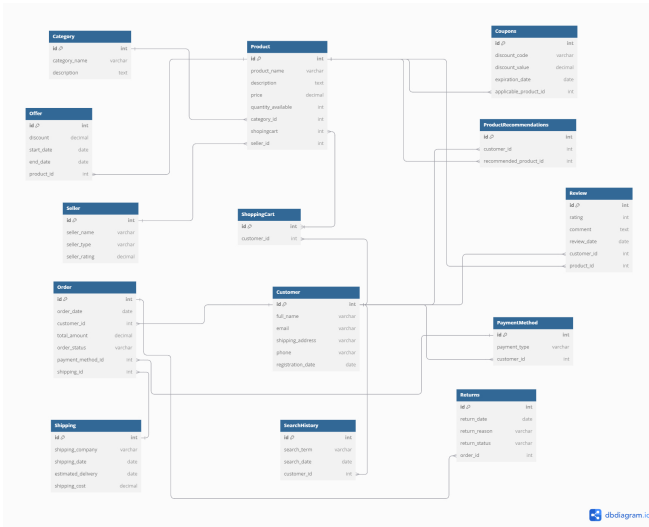 Category
id int
category_name varchar
description text
Product
id int
product_name varchar
description text
price decimal
quantity_available int
category_id int
shopingcart int
seller_id int
Coupons
id int
discount_code varchar
discount_value decimal
expiration_date date
applicable_product_id int
Offer
id int
discount decimal
start_date date
end_date date
product_id int
ProductRecommendations
id int
customer_id int
recommended_product_id int
Seller
id int
seller_name varchar
seller_type varchar
seller_rating decimal
ShoppingCart
id int
customer_id int
Review
id int
rating int
comment text
review_date date
customer_id int
product_id int
Order
id int
order_date date
customer_id int
total_amount decimal
order_status varchar
payment_method_id int
shipping_id int
Customer
id int
full_name varchar
email varchar
shipping_address varchar
phone varchar
registration_date date
PaymentMethod
id int
payment_type varchar
customer_id int
Returns
id int
return_date date
return_reason varchar
return_status varchar
order_id int
Shipping
id int
shipping_company varchar
shipping_date date
estimated_delivery date
shipping_cost decimal
SearchHistory
id int
search_term varchar
search_date date
customer_id int
dbdiagram.io